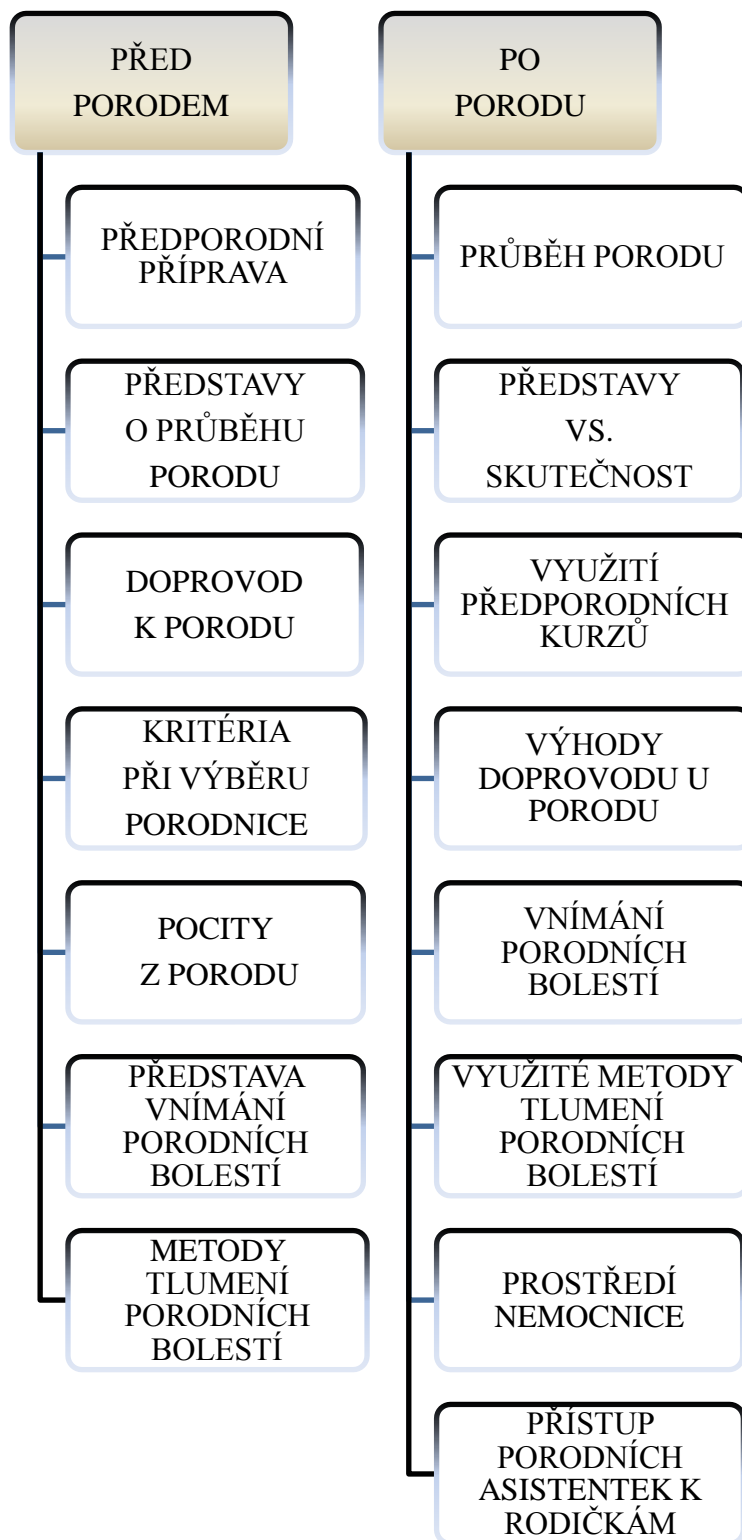 PŘED
PORODEM
PŘEDPORODNÍ
PŘÍPRAVA
PŘEDSTAVY
O PRŮBĚHU
PORODU
DOPROVOD
K PORODU
KRITÉRIA
PŘI VÝBĚRU
PORODNICE
POCITY
Z PORODU
PŘEDSTAVA
VNÍMÁNÍ
PORODNÍCH
BOLESTÍ
METODY
TLUMENÍ
PORODNÍCH
BOLESTÍ
PO
PORODU
PRŮBĚH PORODU
PŘEDSTAVY
VS.
SKUTEČNOST
VYUŽITÍ
PŘEDPORODNÍCH
KURZŮ
VÝHODY
DOPROVODU U
PORODU
VNÍMÁNÍ
PORODNÍCH
BOLESTÍ
VYUŽITÉ METODY
TLUMENÍ
PORODNÍCH
BOLESTÍ
PROSTŘEDÍ
NEMOCNICE
PŘÍSTUP
PORODNÍCH
ASISTENTEK K
RODIČKÁM